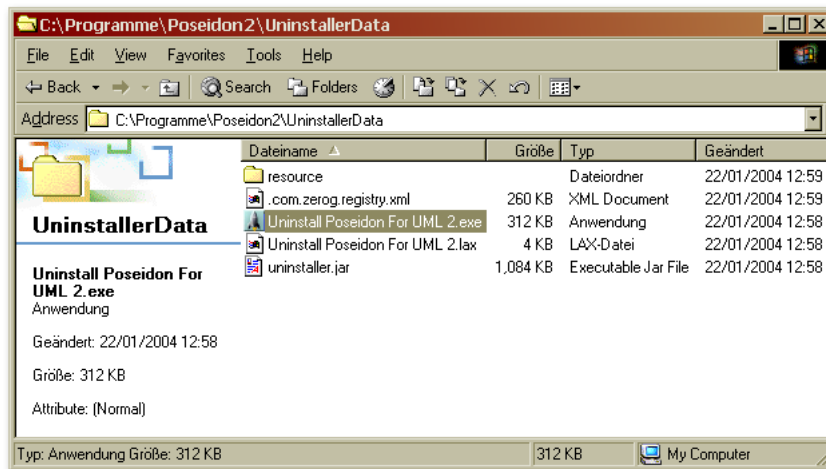 C:\Programme\Poseidon2\UninstallerData
File Edit View Favorites Tools Help
Back Search Folders
Address C:\Programme\Poseidon2\UninstallerData
Dateiname Größe Typ Geändert
resource Dateiordner 22/01/2004 12:59
.com.zerog.registry.xml 260 KB XML Document 22/01/2004 12:59
Uninstall Poseidon For UML 2.exe 312 KB Anwendung 22/01/2004 12:58
Uninstall Poseidon For UML 2.lax 4 KB LAX-Datei 22/01/2004 12:58
uninstaller.jar 1,084 KB Executable Jar File 22/01/2004 12:58
UninstallerData
Uninstall Poseidon For
UML 2.exe
Anwendung
Geändert: 22/01/2004 12:58
Größe: 312 KB
Attribute: (Normal)
Typ: Anwendung Größe: 312 KB 312 KB My Computer